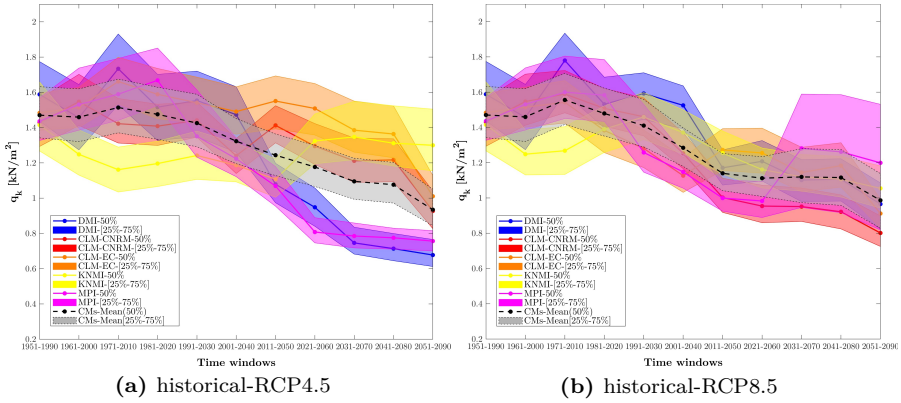 2
1.8
1.6
1.4
1.2
1
0.8
0.6
0.4
0.2
q_k [kN/m²]
DMI-50%
DMI-[25%-75%]
CLM-CNRM-50%
CLM-CNRM-[25%-75%]
CLM-EC-50%
CLM-EC-[25%-75%]
KNMI-50%
KNMI-[25%-75%]
MPI-50%
MPI-[25%-75%]
CMs-Mean(50%)
CMs-Mean[25%-75%]
1951-1990 1961-2000 1971-2010 1981-2020 1991-2030 2001-2040 2011-2050 2021-2060 2031-2070 2041-2080 2051-2090
Time windows
(a) historical-RCP4.5
2
1.8
1.6
1.4
1.2
1
0.8
0.6
0.4
0.2
q_k [kN/m²]
DMI-50%
DMI-[25%-75%]
CLM-CNRM-50%
CLM-CNRM-[25%-75%]
CLM-EC-50%
CLM-EC-[25%-75%]
KNMI-50%
KNMI-[25%-75%]
MPI-50%
MPI-[25%-75%]
CMs-Mean(50%)
CMs-Mean[25%-75%]
1951-1990 1961-2000 1971-2010 1981-2020 1991-2030 2001-2040 2011-2050 2021-2060 2031-2070 2041-2080 2051-2090
Time windows
(b) historical-RCP8.5